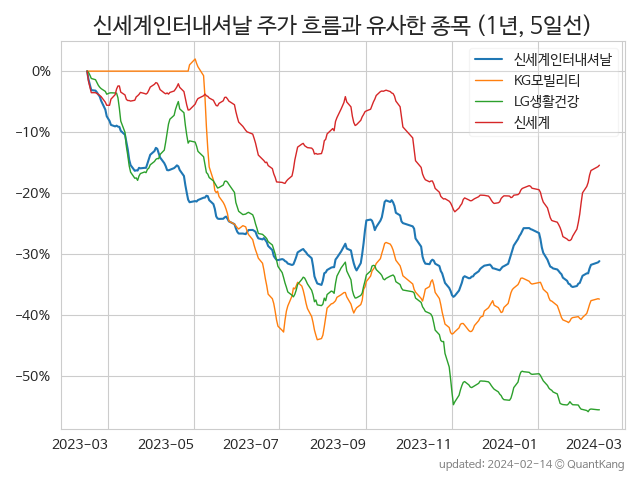 신세계인터내셔날 주가 흐름과 유사한 종목 (1년, 5일선)
신세계인터내셔날
KG모빌리티
LG생활건강
신세계
0%
−10%
−20%
−30%
−40%
−50%
2023-03 2023-05 2023-07 2023-09 2023-11 2024-01 2024-03
updated: 2024-02-14 © QuantKang